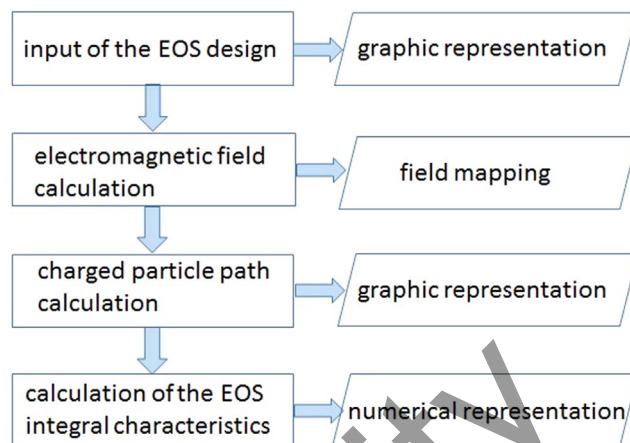 input of the EOS design
graphic representation
electromagnetic field
calculation
field mapping
charged particle path
calculation
graphic representation
calculation of the EOS
integral characteristics
numerical representation